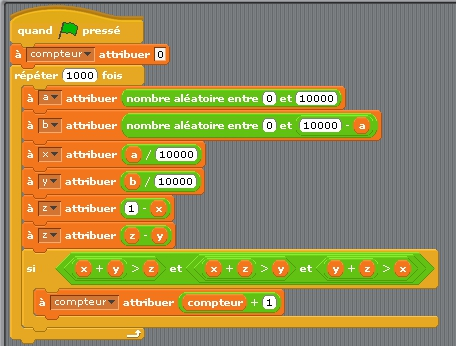 quand pressé
à compteur attribuer 0
répéter 1000 fois
à a attribuer nombre aléatoire entre 0 et 10000
à b attribuer nombre aléatoire entre 0 et 10000 - a
à x attribuer a / 10000
à y attribuer b / 10000
à z attribuer 1 - x
à z attribuer z - y
si x + y > z et x + z > y et y + z > x
à compteur attribuer compteur + 1